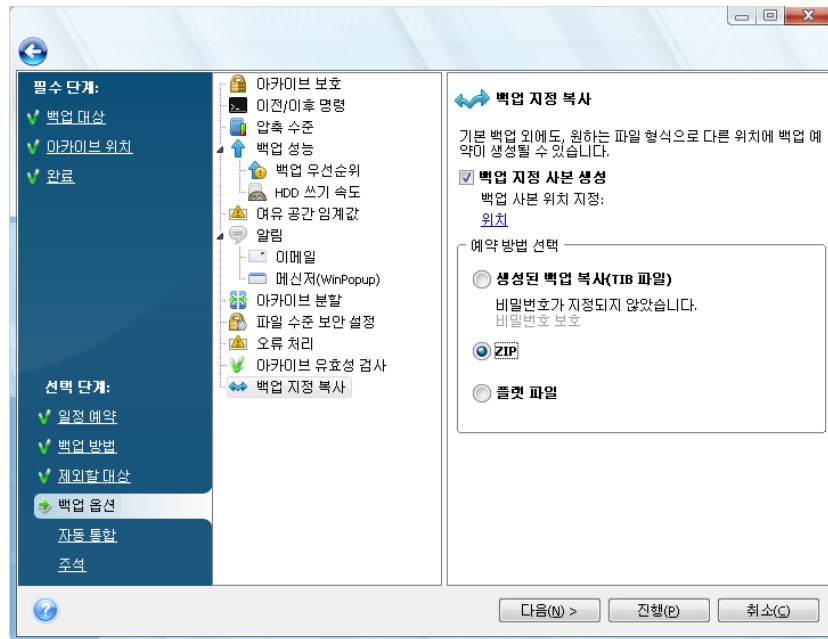 필수 단계:
백업 대상
아카이브 위치
완료
선택 단계:
일정 예약
백업 방법
제외할 대상
백업 옵션
자동 통합
주석
아카이브 보호
이전/이후 명령
압축 수준
백업 성능
백업 우선순위
HDD 쓰기 속도
여유 공간 임계값
알림
이메일
메신저(WinPopup)
아카이브 분할
파일 수준 보안 설정
오류 처리
아카이브 유효성 검사
백업 지정 복사
백업 지정 복사
기본 백업 외에도, 원하는 파일 형식으로 다른 위치에 백업 예
약이 생성될 수 있습니다.
백업 지정 사본 생성
백업 사본 위치 지정:
위치
예약 방법 선택
생성된 백업 복사(TIB 파일)
비밀번호가 지정되지 않았습니다.
비밀번호 보호
ZIP
플랫 파일
다음(N) >
진행(P)
취소(C)